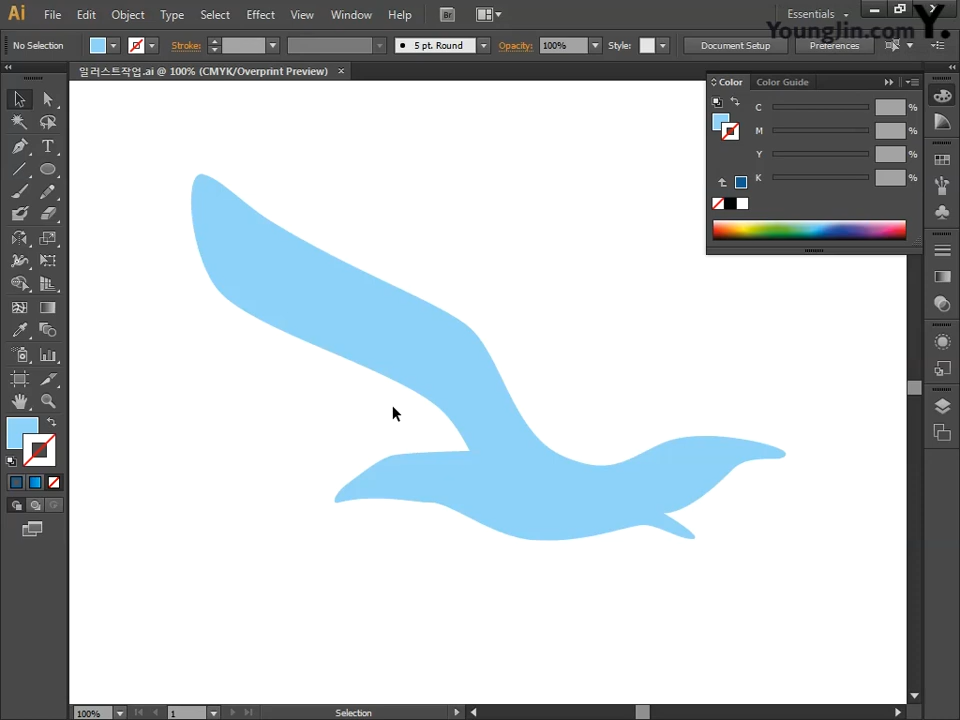 Ai File Edit Object Type Select Effect View Window Help Br Essentials
YoungJin.com Y.
No Selection Stroke: 5 pt. Round Opacity: 100% Style: Document Setup Preferences
일러스트작업.ai @ 100% (CMYK/Overprint Preview) ×
Color Color Guide
C %
M %
Y %
K %
100% 1 Selection